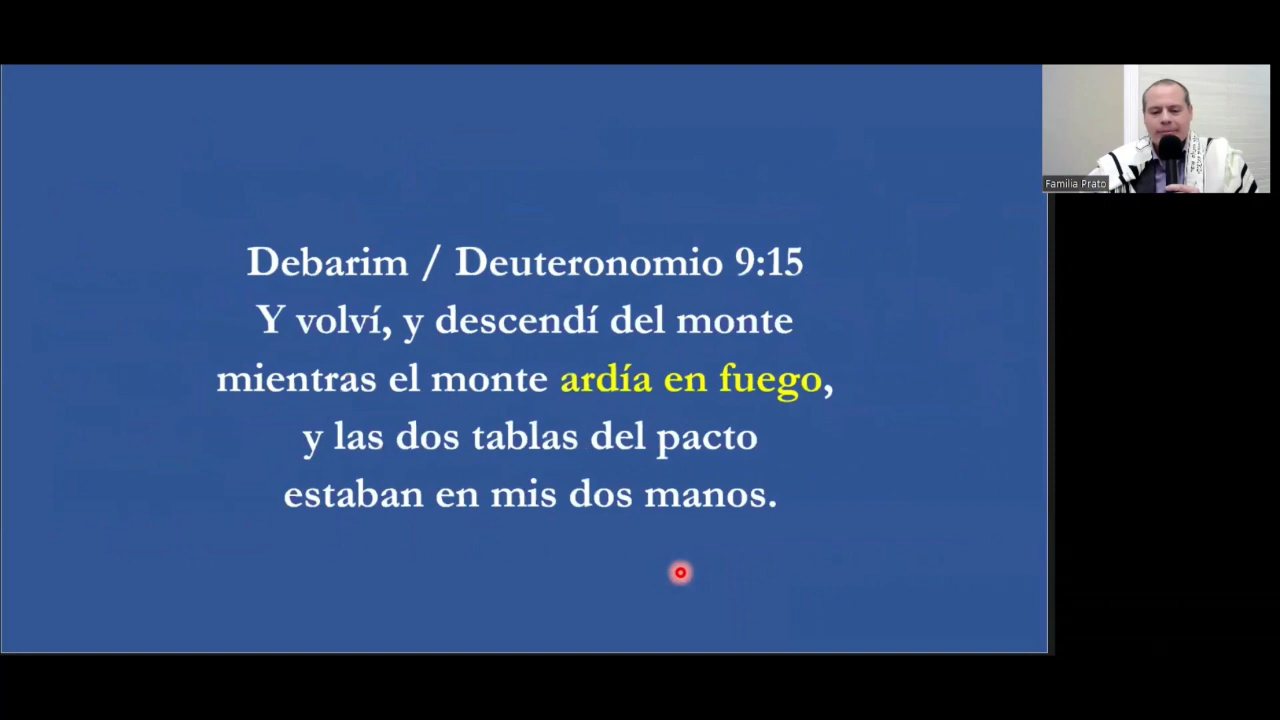 Debarim / Deuteronomio 9:15
Y volví, y descendí del monte
mientras el monte ardía en fuego,
y las dos tablas del pacto
estaban en mis dos manos.
Familia Prato